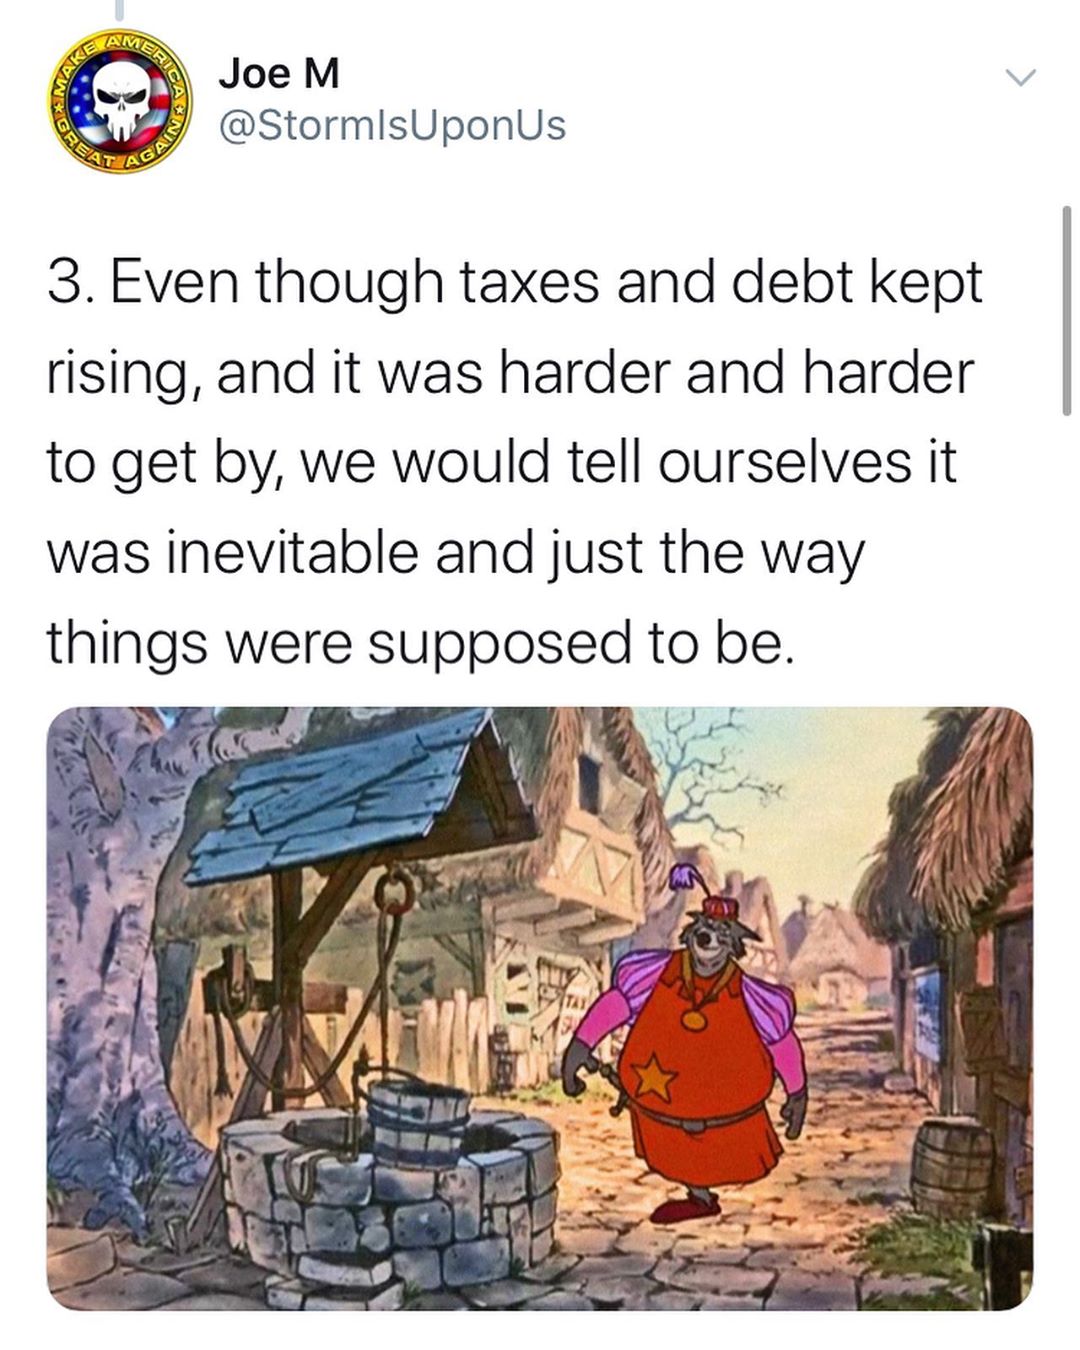 MAKE AMERICA
GREAT AGAIN
Joe M
@StormIsUponUs
3. Even though taxes and debt kept
rising, and it was harder and harder
to get by, we would tell ourselves it
was inevitable and just the way
things were supposed to be.
TAX